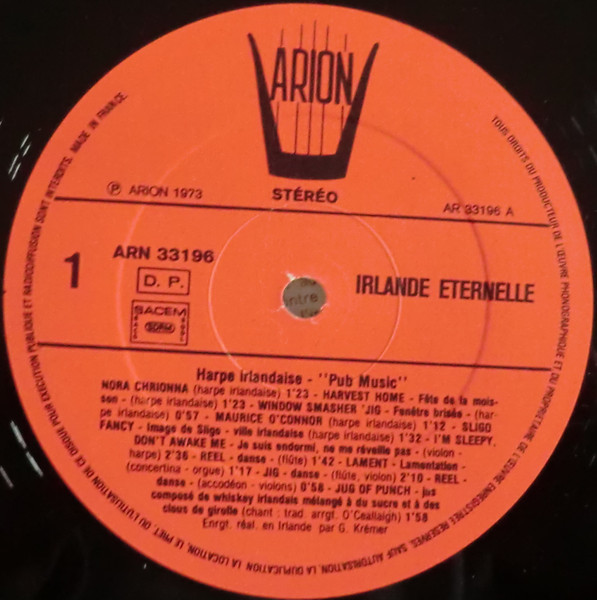 ARION
STÉRÉO
℗ ARION 1973
AR 33196 A
1
ARN 33196
D. P.
SACEM
IRLANDE ETERNELLE
Harpe irlandaise - "Pub Music"
NORA CHRIONNA (harpe irlandaise) 1'23 - HARVEST HOME - Fête de la mois-
son - (harpe irlandaise) 1'23 - WINDOW SMASHER 'JIG - Fenêtre brisée - (har-
pe irlandaise) 0'57 - MAURICE O'CONNOR (harpe irlandaise) 1'12 - SLIGO
FANCY - Image de Sligo - ville irlandaise (harpe irlandaise) 1'32 - I'M SLEEPY,
DON'T AWAKE ME - Je suis endormi, ne me réveille pas - (violon -
harpe) 2'36 - REEL - danse - (flûte) 1'42 - LAMENT - Lamentation -
(concertina - orgue) 1'17 - JIG - danse - (flûte, violon) 2'10 - REEL -
danse - (accodéon - violons) 0'58 - JUG OF PUNCH - jus
composé de whiskey irlandais mélangé à du sucre et à des
clous de girofle (chant : trad. arrgt. O'Ceallaigh) 1'58
Enrgt. réal. en Irlande par G. Krémer
TOUS DROITS DU PRODUCTEUR DE L'ŒUVRE PHONOGRAPHIQUE ET DU PROPRIETAIRE DE L'ŒUVRE ENREGISTREE RESERVES. SAUF AUTORISATION, LA DUPLICATION, LA LOCATION, LE PRET, OU L'UTILISATION DE CE DISQUE POUR EXECUTION PUBLIQUE ET RADIODIFFUSION SONT INTERDITS. MADE IN FRANCE.